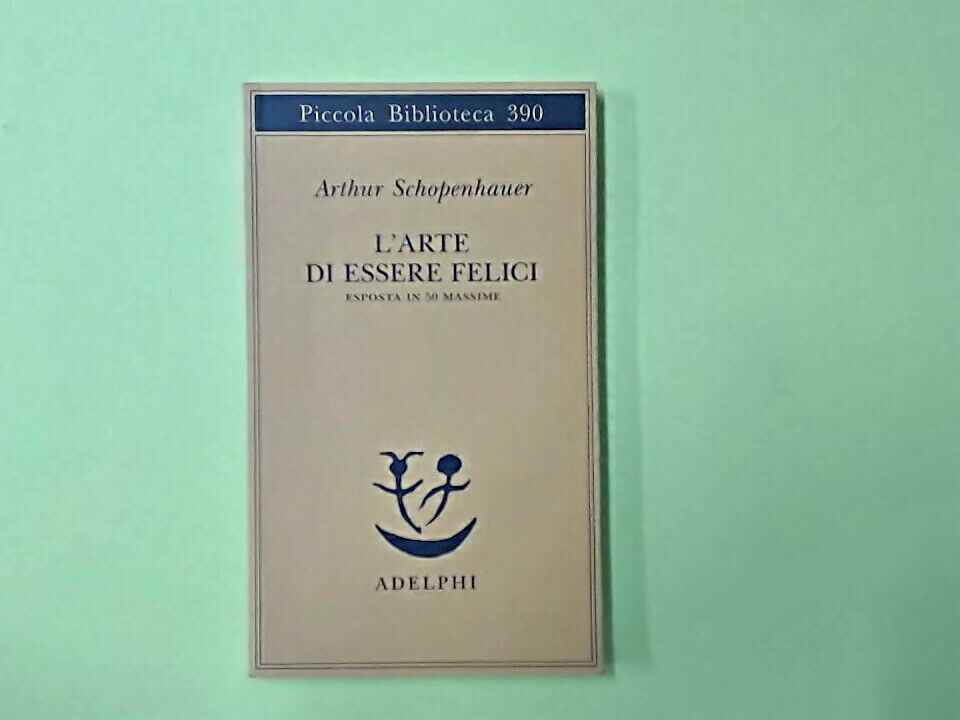 Piccola Biblioteca 390
Arthur Schopenhauer
L'ARTE
DI ESSERE FELICI
ESPOSTA IN 50 MASSIME
ADELPHI